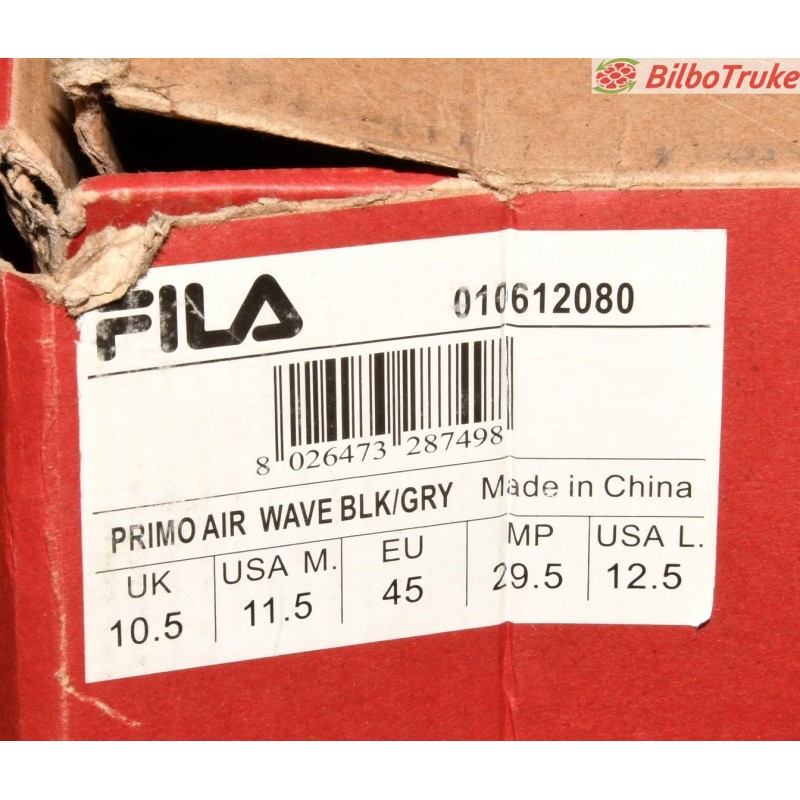 BilboTruke
FILA 010612080
8 026473 287498
PRIMO AIR WAVE BLK/GRY Made in China
UK USA M. EU MP USA L.
10.5 11.5 45 29.5 12.5